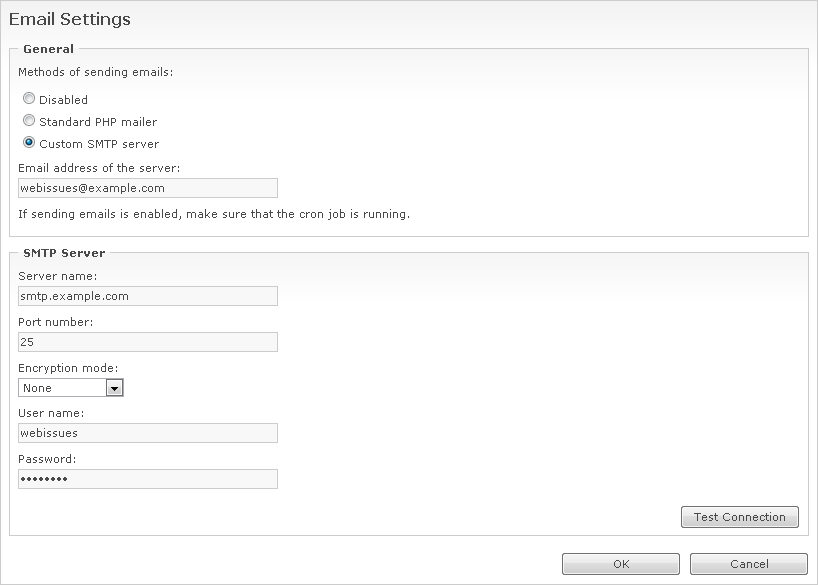 Email Settings
General
Methods of sending emails:
Disabled
Standard PHP mailer
Custom SMTP server
Email address of the server:
webissues@example.com
If sending emails is enabled, make sure that the cron job is running.
SMTP Server
Server name:
smtp.example.com
Port number:
25
Encryption mode:
None
User name:
webissues
Password:
••••••••
Test Connection
OK Cancel